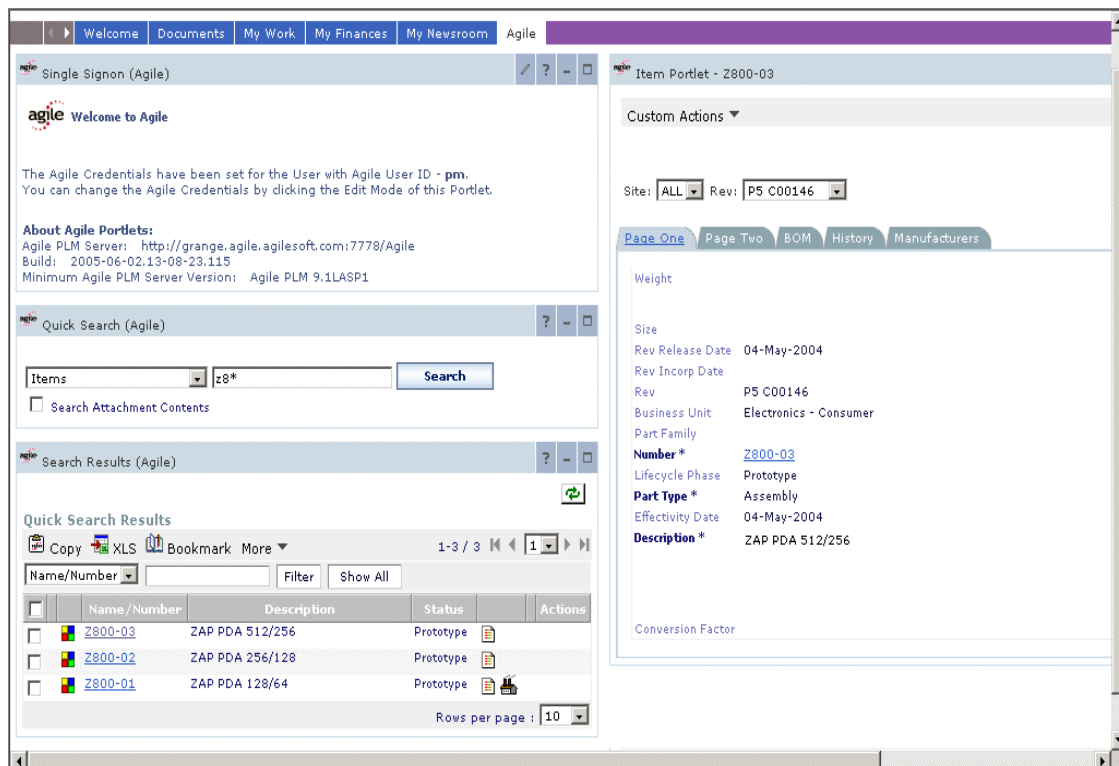 Welcome Documents My Work My Finances My Newsroom Agile
agile Single Signon (Agile) ?
agile Welcome to Agile
The Agile Credentials have been set for the User with Agile User ID - pm.
You can change the Agile Credentials by clicking the Edit Mode of this Portlet.
About Agile Portlets:
Agile PLM Server: http://grange.agile.agilesoft.com:7778/Agile
Build: 2005-06-02.13-08-23.115
Minimum Agile PLM Server Version: Agile PLM 9.1LASP1
agile Quick Search (Agile) ?
Items z8* Search
Search Attachment Contents
agile Search Results (Agile) ?
Quick Search Results
Copy XLS Bookmark More 1-3 / 3 1
Name/Number Filter Show All
Name/Number Description Status Actions
Z800-03 ZAP PDA 512/256 Prototype
Z800-02 ZAP PDA 256/128 Prototype
Z800-01 ZAP PDA 128/64 Prototype
Rows per page : 10
agile Item Portlet - Z800-03
Custom Actions
Site: ALL Rev: P5 C00146
Page One Page Two BOM History Manufacturers
Weight
Size
Rev Release Date 04-May-2004
Rev Incorp Date
Rev P5 C00146
Business Unit Electronics - Consumer
Part Family
Number * Z800-03
Lifecycle Phase Prototype
Part Type * Assembly
Effectivity Date 04-May-2004
Description * ZAP PDA 512/256
Conversion Factor